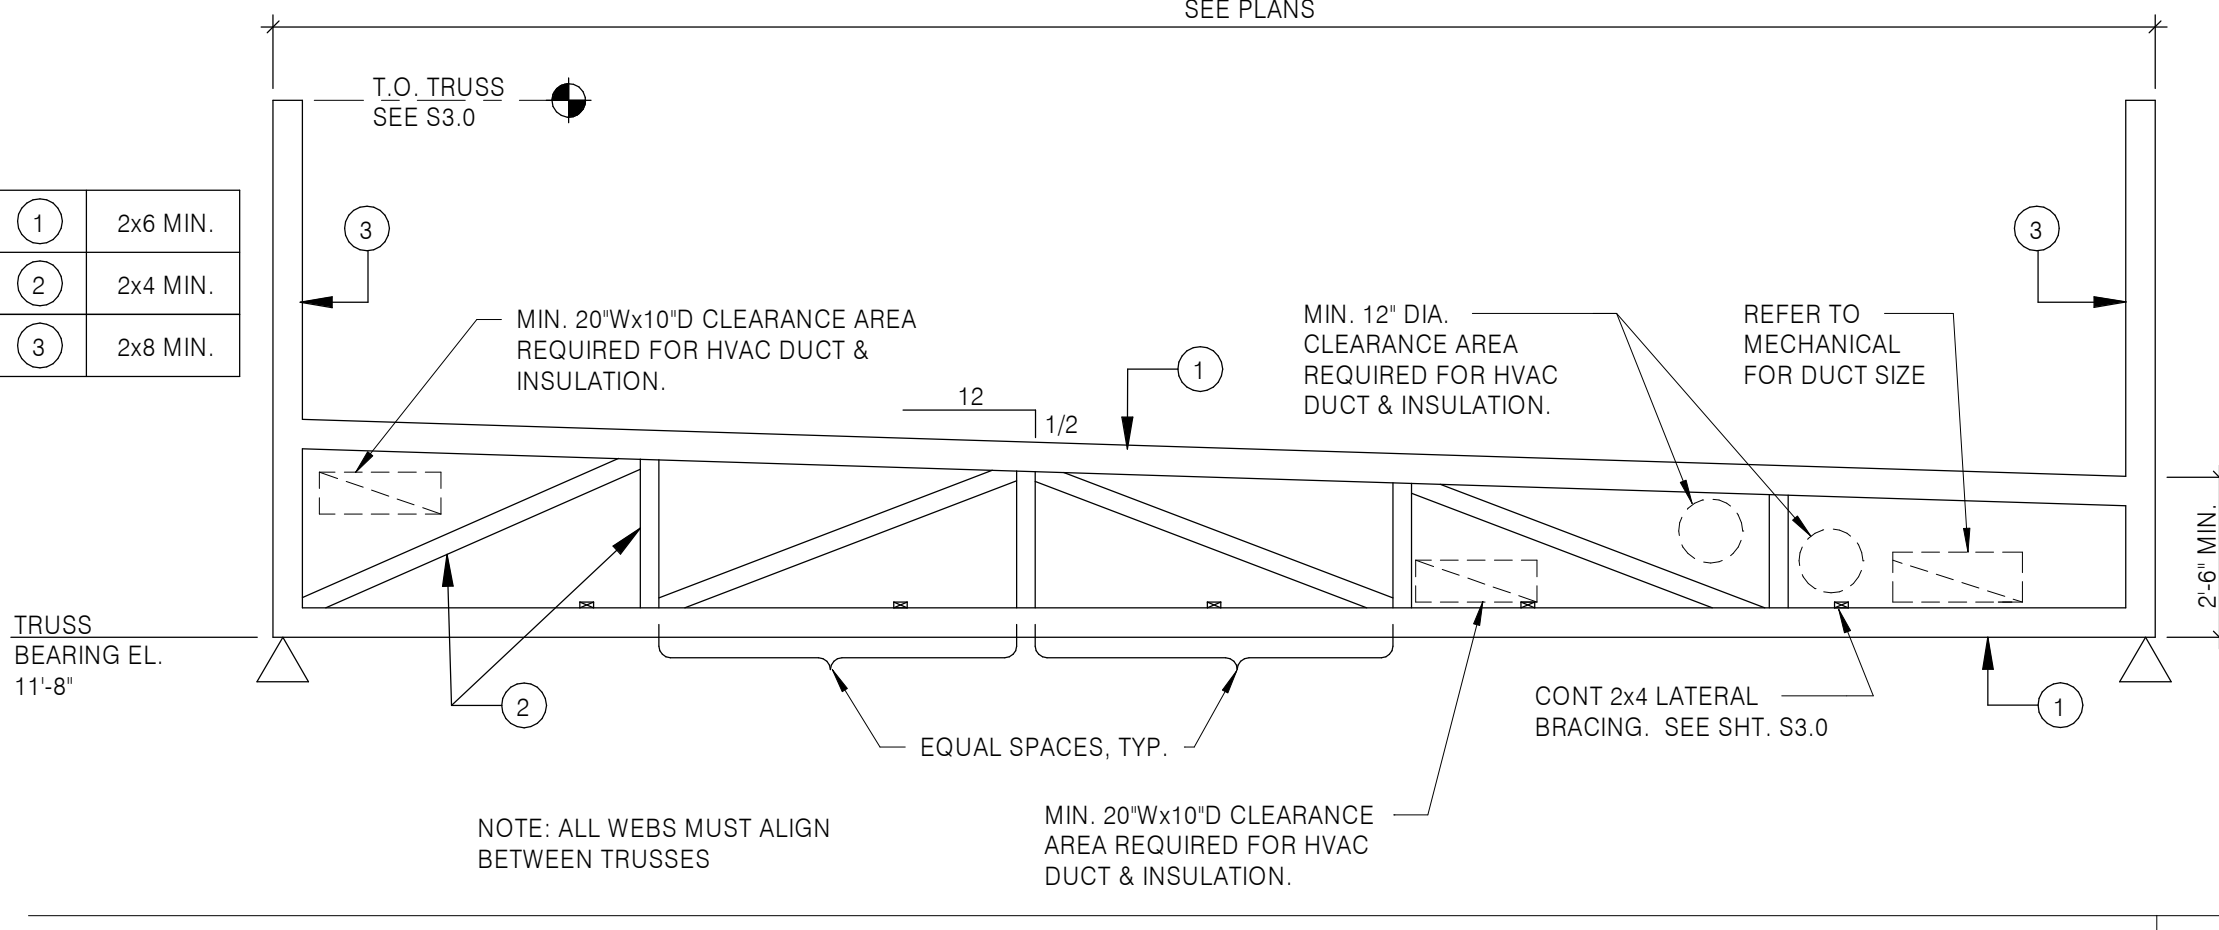 SEE PLANS
T.O. TRUSS
SEE S3.0
1 2x6 MIN.
2 2x4 MIN.
3 2x8 MIN.
3
3
MIN. 20"Wx10"D CLEARANCE AREA
REQUIRED FOR HVAC DUCT &
INSULATION.
12
1/2
1
MIN. 12" DIA.
CLEARANCE AREA
REQUIRED FOR HVAC
DUCT & INSULATION.
REFER TO
MECHANICAL
FOR DUCT SIZE
2'-6" MIN.
TRUSS
BEARING EL.
11'-8"
2
EQUAL SPACES, TYP.
CONT 2x4 LATERAL
BRACING. SEE SHT. S3.0
1
NOTE: ALL WEBS MUST ALIGN
BETWEEN TRUSSES
MIN. 20"Wx10"D CLEARANCE
AREA REQUIRED FOR HVAC
DUCT & INSULATION.